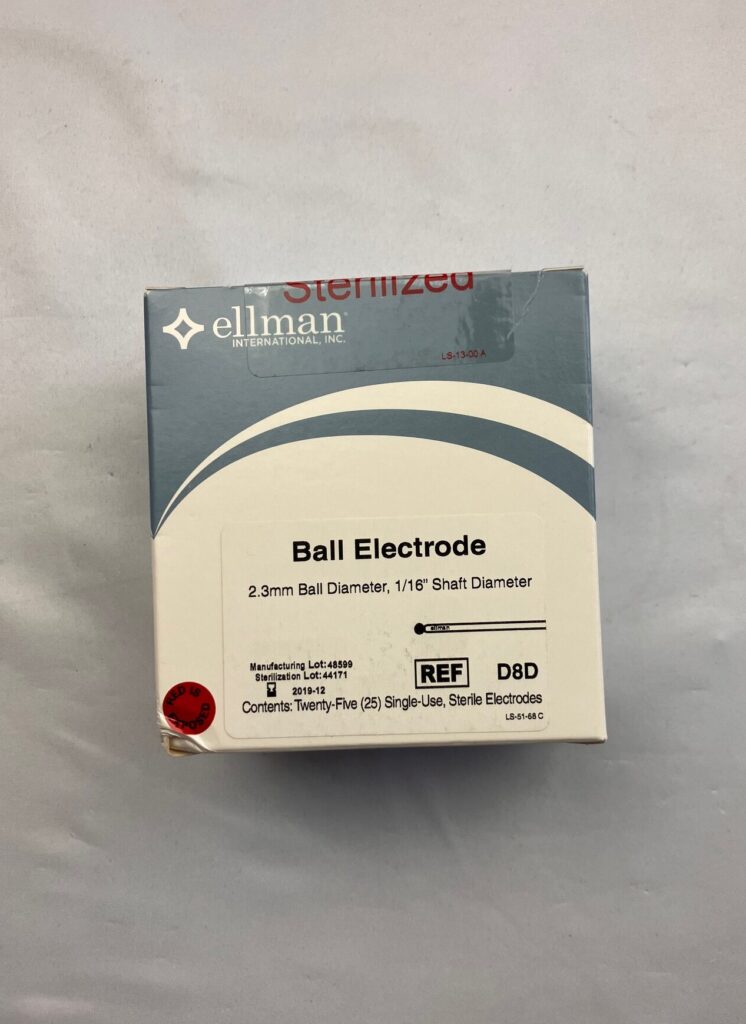 Sterilized
ellman
INTERNATIONAL, INC.
LS-13-00 A
Ball Electrode
2.3mm Ball Diameter, 1/16" Shaft Diameter
ellman
Manufacturing Lot: 48599
Sterilization Lot: 44171
2019-12
REF D8D
Contents: Twenty-Five (25) Single-Use, Sterile Electrodes
LS-51-68 C
RED IS